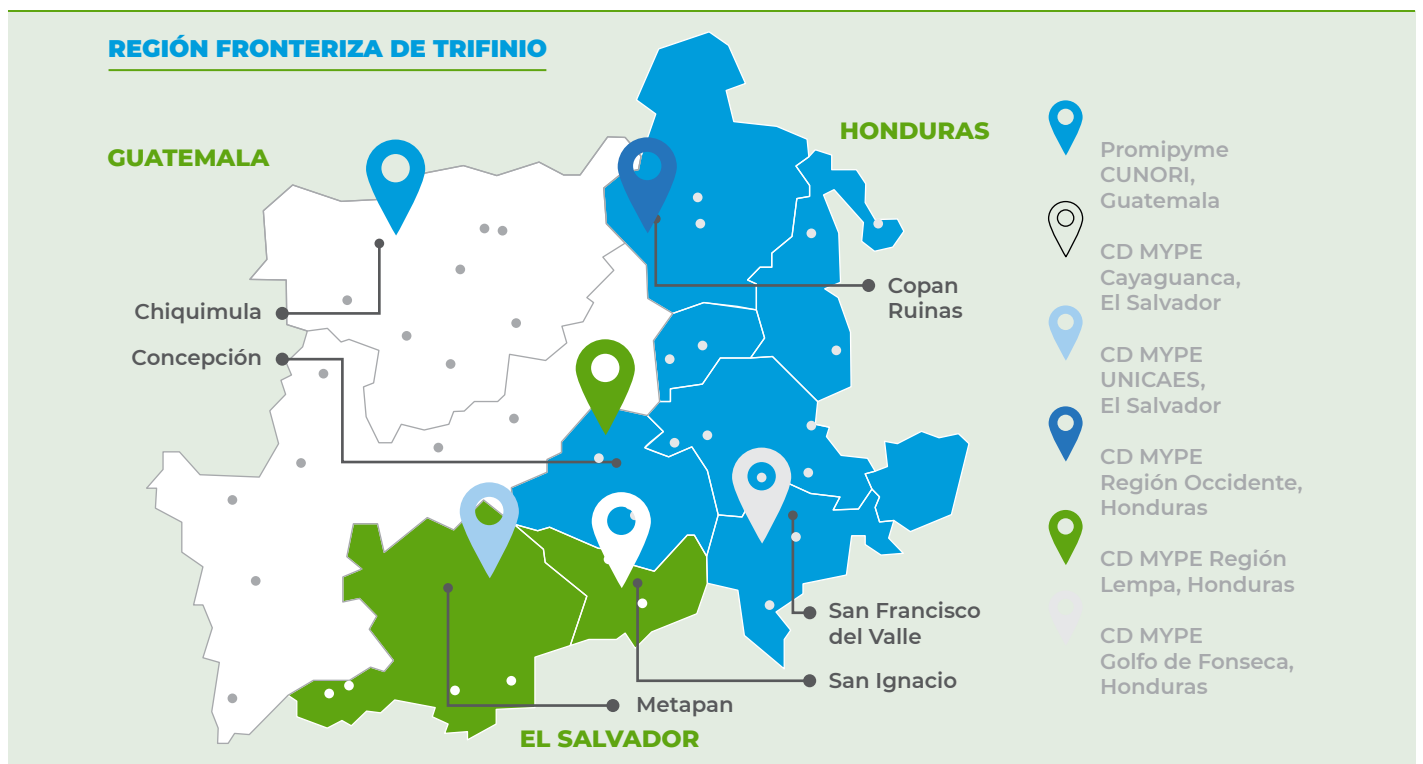 REGIÓN FRONTERIZA DE TRIFINIO
GUATEMALA
HONDURAS
Chiquimula
Concepción
Copan
Ruinas
San Francisco
del Valle
San Ignacio
Metapan
EL SALVADOR
Promipyme
CUNORI,
Guatemala
CD MYPE
Cayaguanca,
El Salvador
CD MYPE
UNICAES,
El Salvador
CD MYPE
Región Occidente,
Honduras
CD MYPE Región
Lempa, Honduras
CD MYPE
Golfo de Fonseca,
Honduras